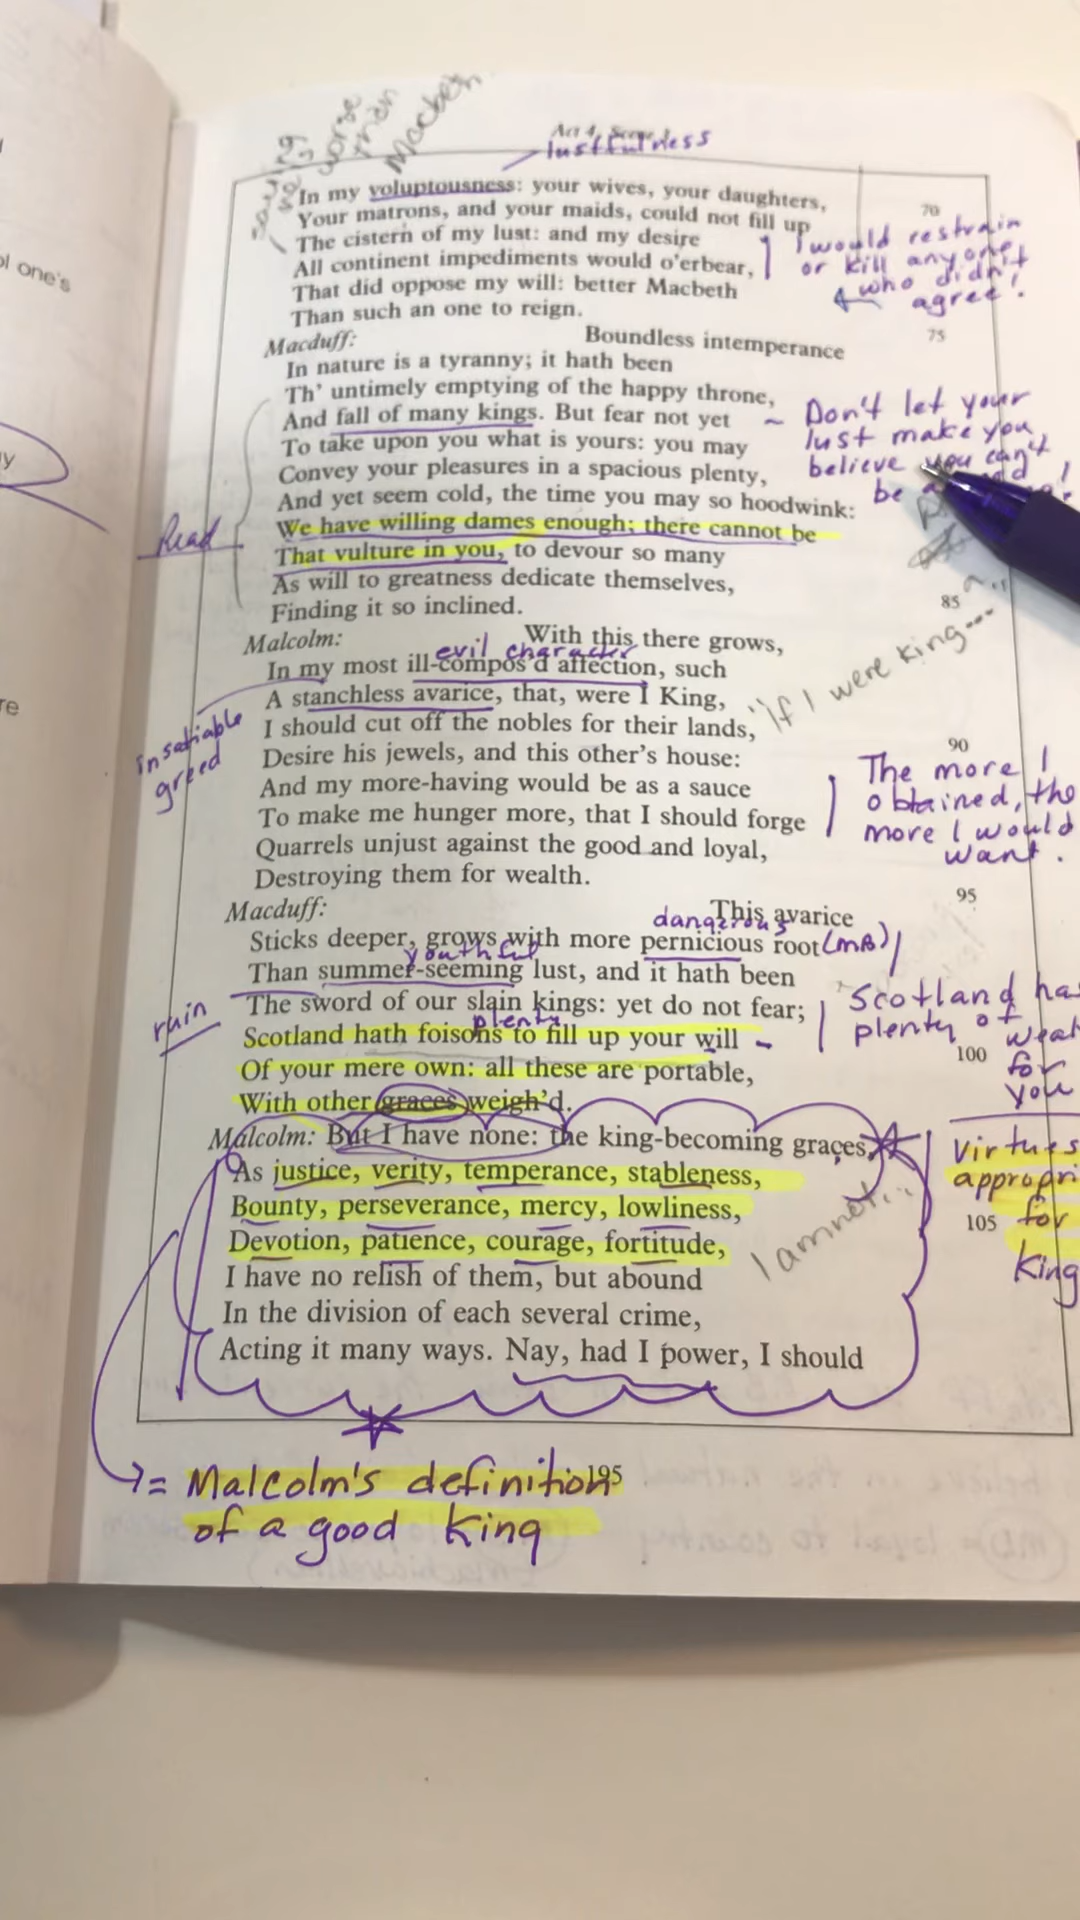 worse
than
Macbeth
Act 4, Scene
lustfulness
In my voluptousness: your wives, your daughters,
Your matrons, and your maids, could not fill up
70
The cistern of my lust: and my desire
All continent impediments would o'erbear,
That did oppose my will: better Macbeth
Than such an one to reign.
I would restrain
or kill anyone
who didn't
agree!
Macduff: Boundless intemperance
75
In nature is a tyranny; it hath been
Th' untimely emptying of the happy throne,
And fall of many kings. But fear not yet
To take upon you what is yours: you may
Convey your pleasures in a spacious plenty,
And yet seem cold, the time you may so hoodwink:
We have willing dames enough; there cannot be
That vulture in you, to devour so many
As will to greatness dedicate themselves,
Finding it so inclined.
Don't let your
lust make you
believe you can't
be a
Read
85
Malcolm: With this there grows,
evil character
In my most ill-compos'd affection, such
A stanchless avarice, that, were I King,
I should cut off the nobles for their lands,
"If I were king...
insatiable
greed
Desire his jewels, and this other's house:
90
And my more-having would be as a sauce
To make me hunger more, that I should forge
Quarrels unjust against the good and loyal,
Destroying them for wealth.
The more I
obtained, the
more I would
want.
Macduff: This avarice
95
dangerous
Sticks deeper, grows with more pernicious root (MB)
youthful
Than summer-seeming lust, and it hath been
The sword of our slain kings: yet do not fear;
ruin
plenty
Scotland hath foisons to fill up your will
Of your mere own: all these are portable,
100
With other graces weigh'd.
Scotland has
plenty of
for
you
Malcolm: But I have none: the king-becoming graces,
As justice, verity, temperance, stableness,
Bounty, perseverance, mercy, lowliness,
105
Devotion, patience, courage, fortitude,
I have no relish of them, but abound
In the division of each several crime,
Acting it many ways. Nay, had I power, I should
Virtues
appropri
for
King
I am not...
= Malcolm's definition
of a good King
195
ol one's
y
re